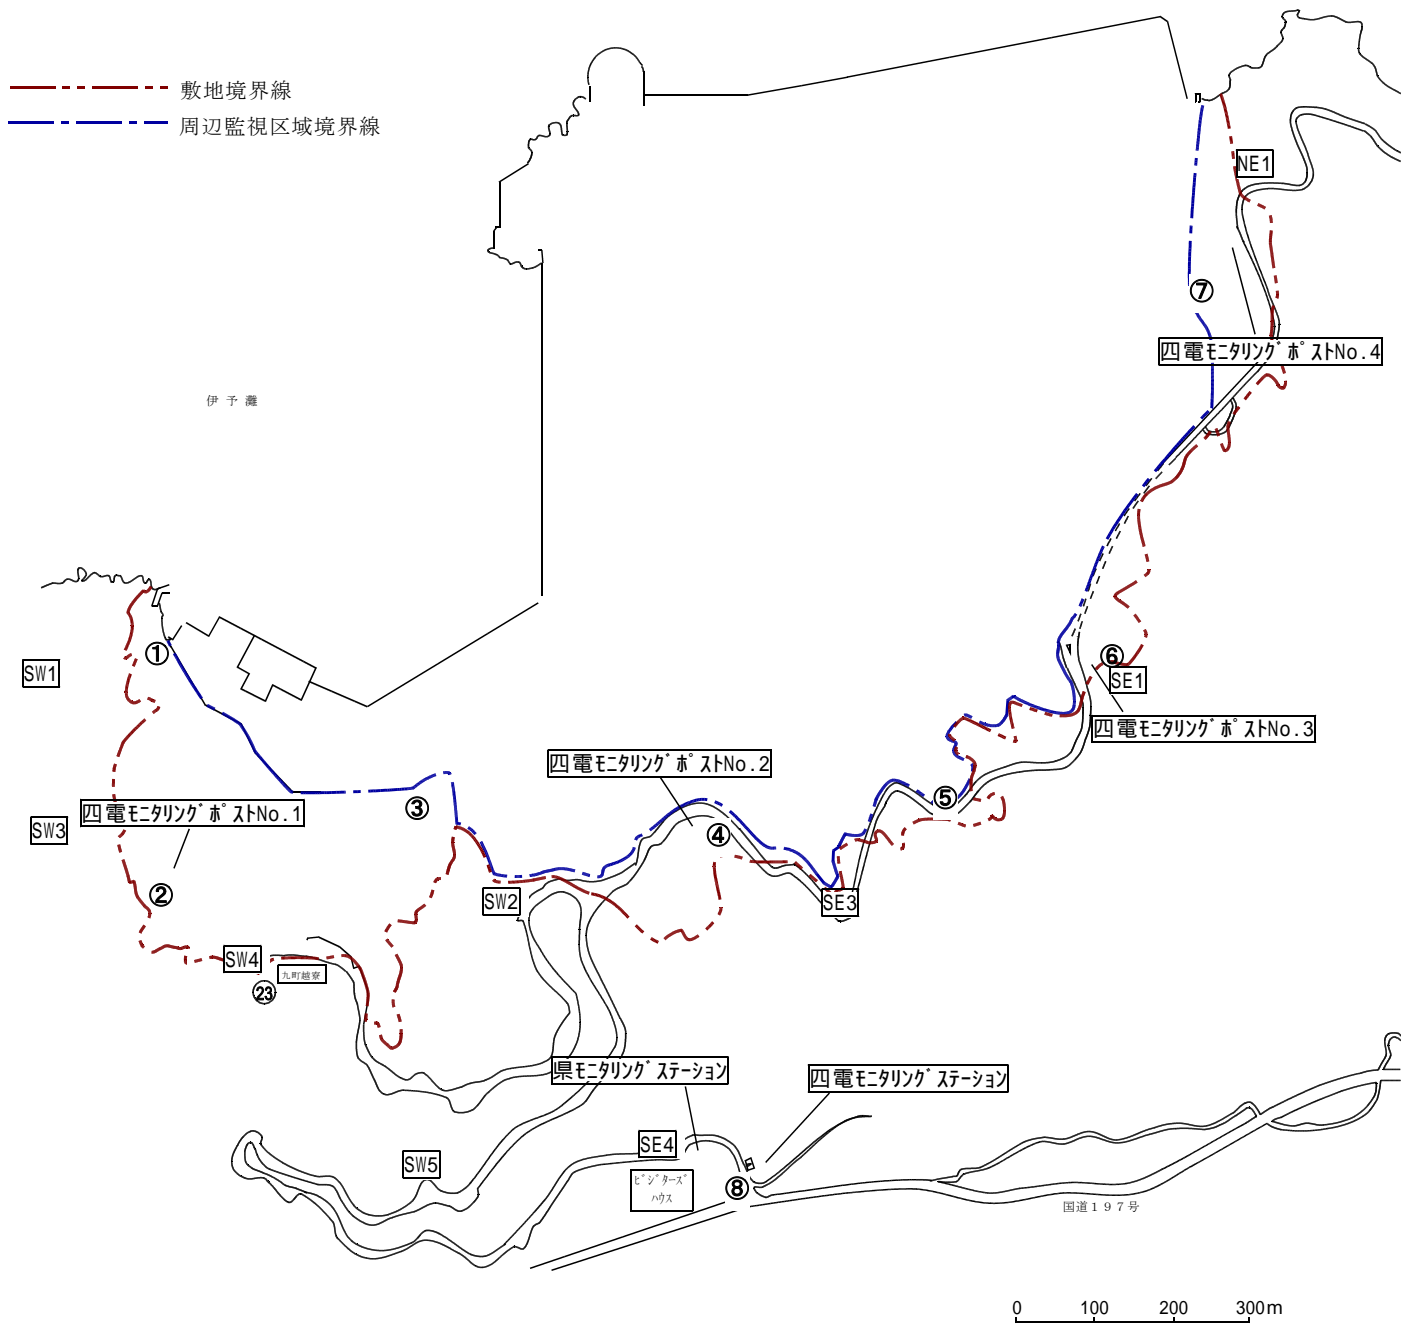 敷地境界線
周辺監視区域境界線
NE1
⑦
四電モニタリングポストNo.4
伊予灘
①
SW1
⑥
SE1
四電モニタリングポストNo.3
四電モニタリングポストNo.2
⑤
③
四電モニタリングポストNo.1
SW3
④
②
SW2
SE3
SW4
九町越寮
㉓
県モニタリングステーション
四電モニタリングステーション
SE4
SW5
ビジターズ
ハウス
⑧
国道197号
0 100 200 300m